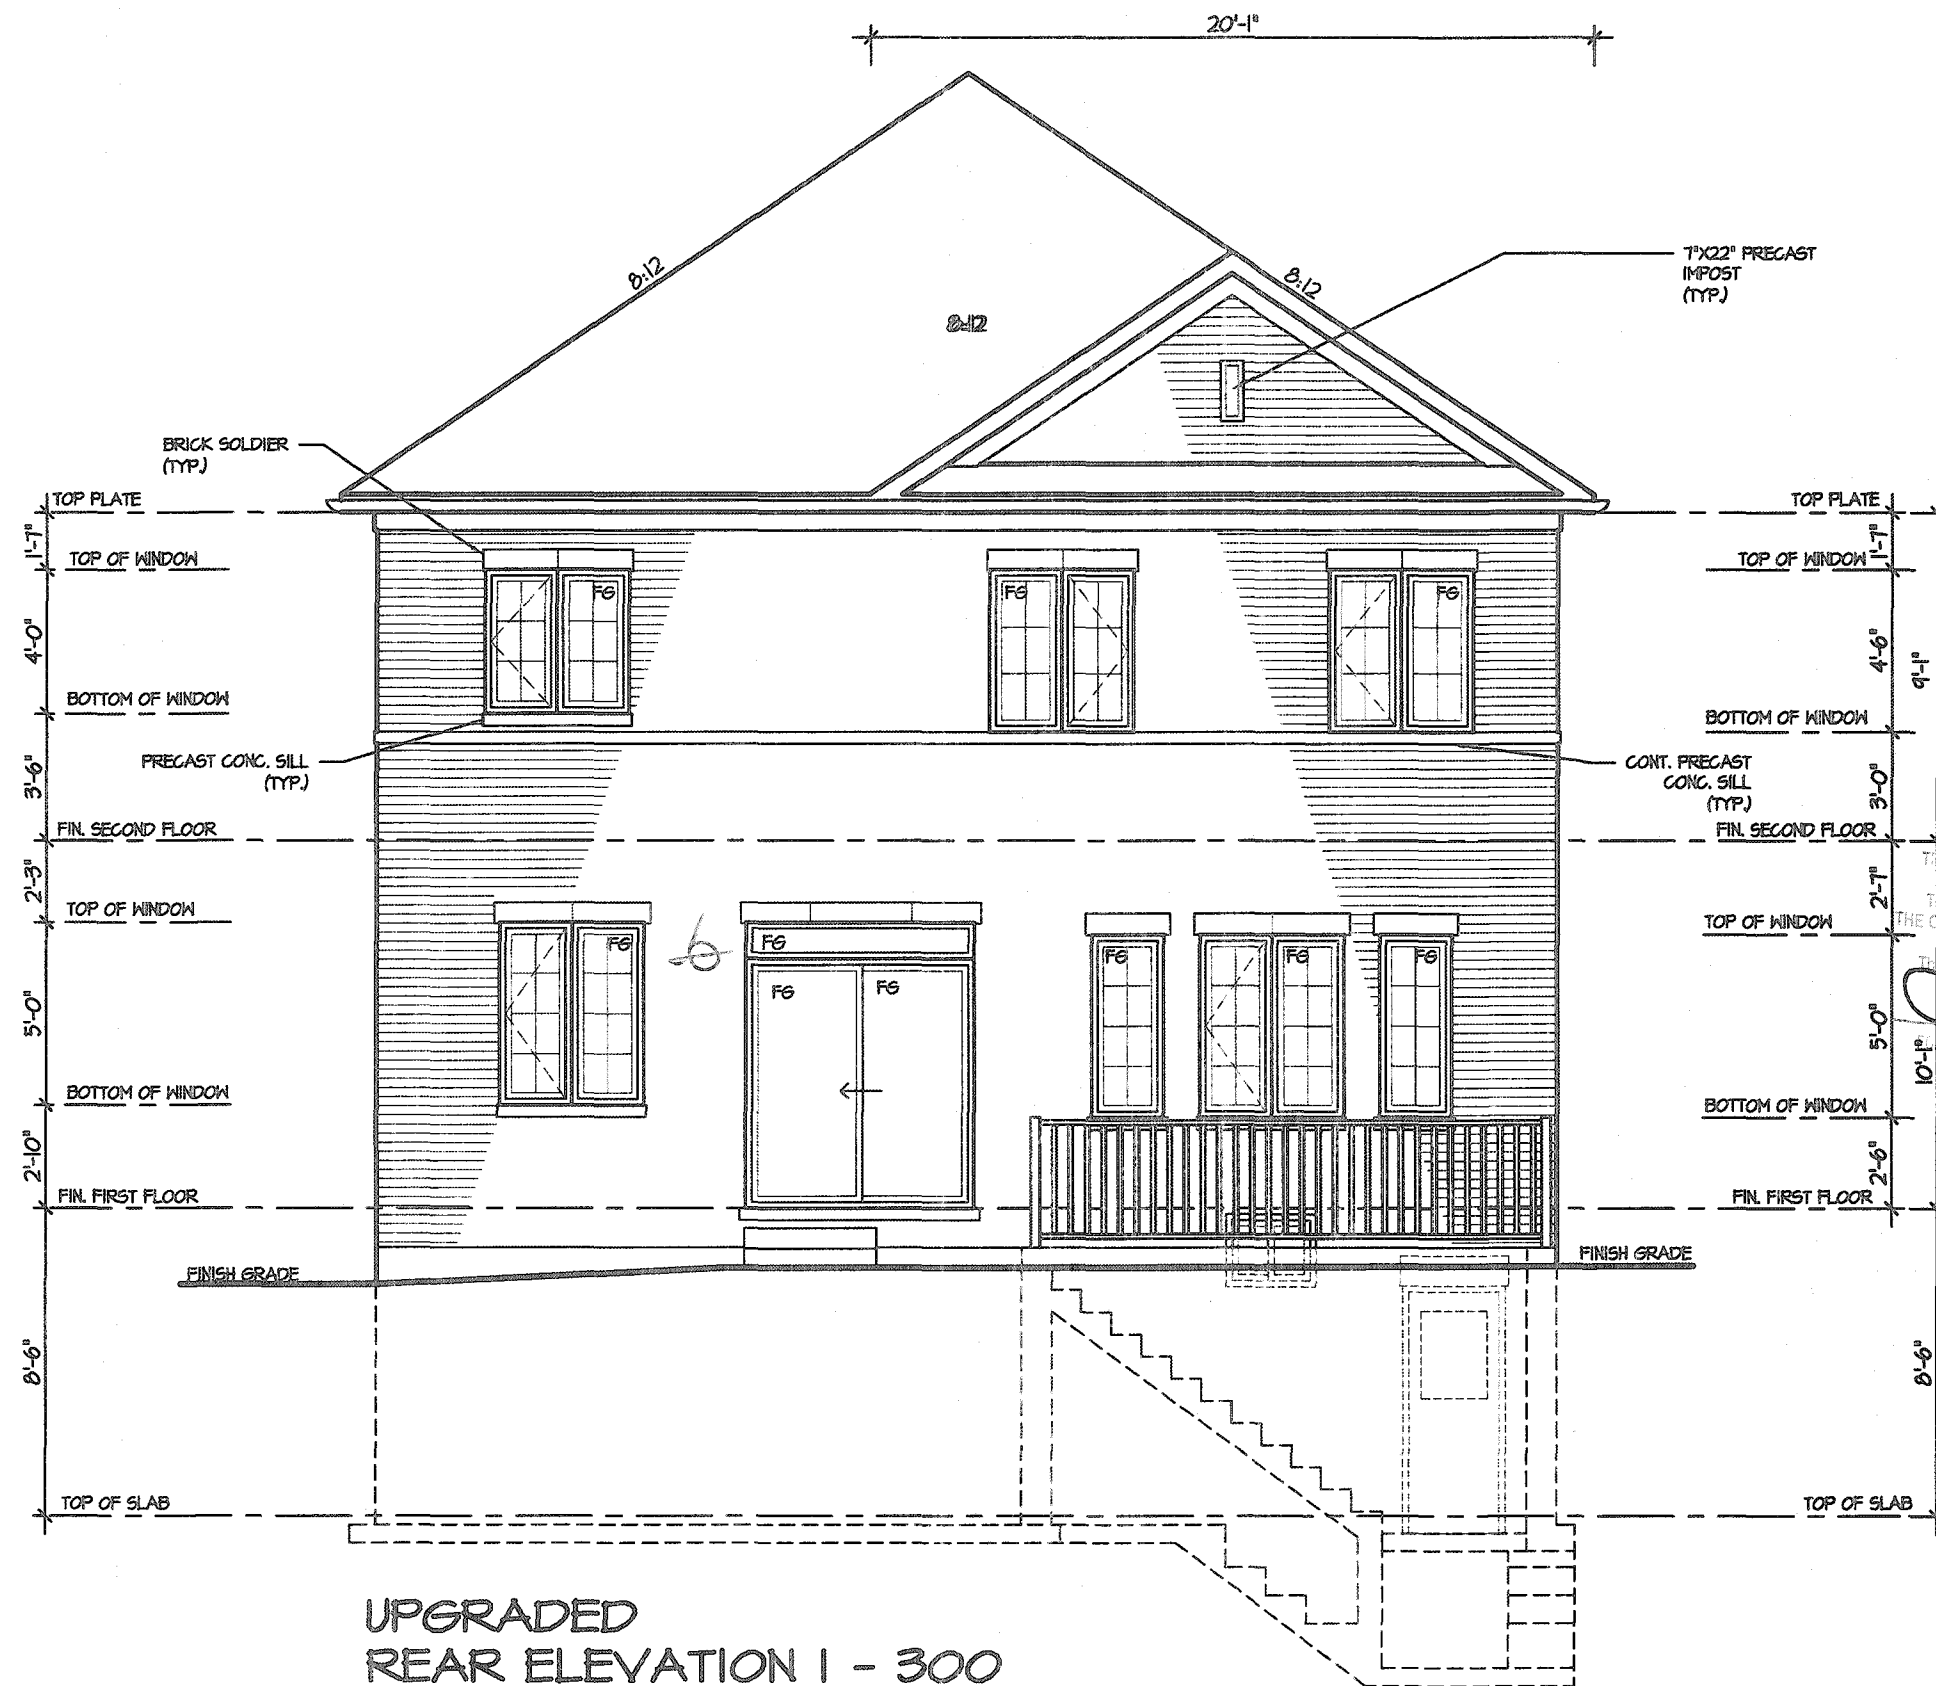 20'-1"
8:12
8:12
8:12
7"X22" PRECAST
IMPOST
(TYP.)
BRICK SOLDIER
(TYP.)
TOP PLATE
TOP PLATE
1'-7"
1'-7"
TOP OF WINDOW
TOP OF WINDOW
FG
FG
FG
4'-0"
4'-6"
9'-1"
BOTTOM OF WINDOW
BOTTOM OF WINDOW
PRECAST CONC. SILL
(TYP.)
CONT. PRECAST
CONC. SILL
(TYP.)
3'-6"
3'-0"
FIN. SECOND FLOOR
FIN. SECOND FLOOR
2'-3"
2'-7"
TOP OF WINDOW
TOP OF WINDOW
THE
FG
6
FG
FG
FG
FG
FG
FG
5'-0"
5'-0"
10'-1"
BOTTOM OF WINDOW
BOTTOM OF WINDOW
2'-10"
2'-6"
FIN. FIRST FLOOR
FIN. FIRST FLOOR
FINISH GRADE
FINISH GRADE
8'-6"
8'-6"
TOP OF SLAB
TOP OF SLAB
UPGRADED
REAR ELEVATION 1 - 300